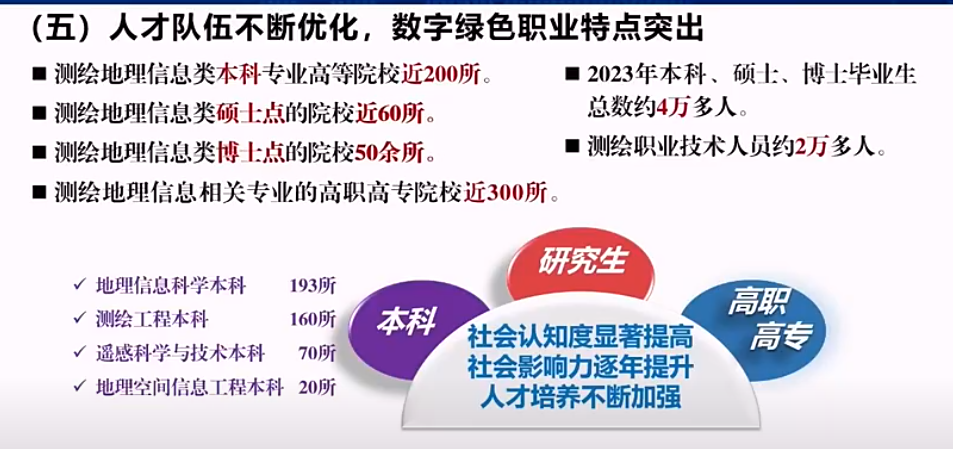 （五）人才队伍不断优化，数字绿色职业特点突出
■ 测绘地理信息类本科专业高等院校近200所。
■ 测绘地理信息类硕士点的院校近60所。
■ 测绘地理信息类博士点的院校50余所。
■ 测绘地理信息相关专业的高职高专院校近300所。
■ 2023年本科、硕士、博士毕业生
总数约4万多人。
■ 测绘职业技术人员约2万多人。
✓ 地理信息科学本科 193所
✓ 测绘工程本科 160所
✓ 遥感科学与技术本科 70所
✓ 地理空间信息工程本科 20所
本科
研究生
高职
高专
社会认知度显著提高
社会影响力逐年提升
人才培养不断加强